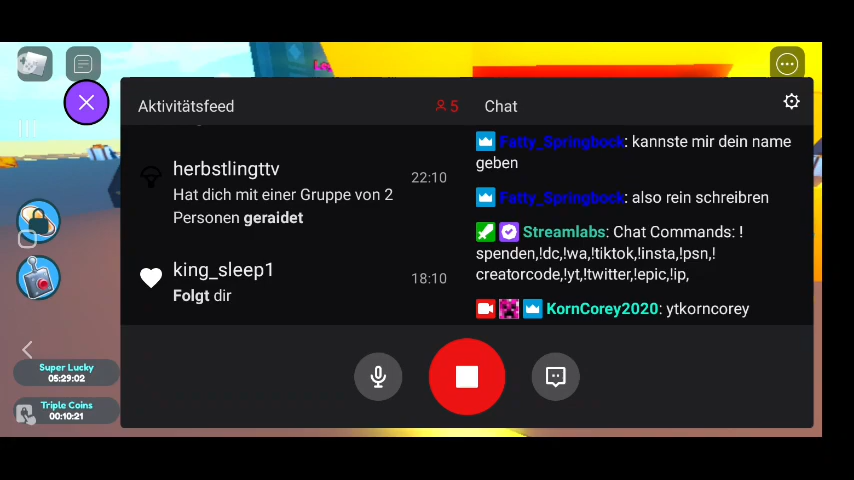 Aktivitätsfeed
5
Chat
herbstlingttv
22:10
Hat dich mit einer Gruppe von 2
Personen geraidet
king_sleep1
18:10
Folgt dir
Fatty_Springbock: kannste mir dein name
geben
Fatty_Springbock: also rein schreibren
Streamlabs: Chat Commands: !
spenden,!dc,!wa,!tiktok,!insta,!psn,!
creatorcode,!yt,!twitter,!epic,!ip,
KornCorey2020: ytkorncorey
Super Lucky
05:29:02
Triple Coins
00:10:21